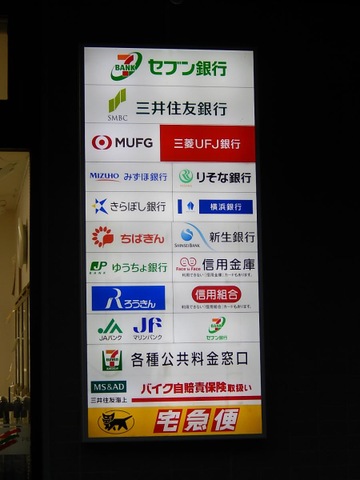 7 BANK セブン銀行
SMBC 三井住友銀行
MUFG 三菱UFJ銀行
MIZUHO みずほ銀行 りそな銀行
きらぼし銀行 横浜銀行
ちばぎん SHINSEI BANK 新生銀行
JP ゆうちょ銀行 信用金庫
ろうきん 信用組合
JA JF
JAバンク マリンバンク セブン銀行
各種公共料金窓口
MS&AD バイク自賠責保険取扱い
三井住友海上
宅急便